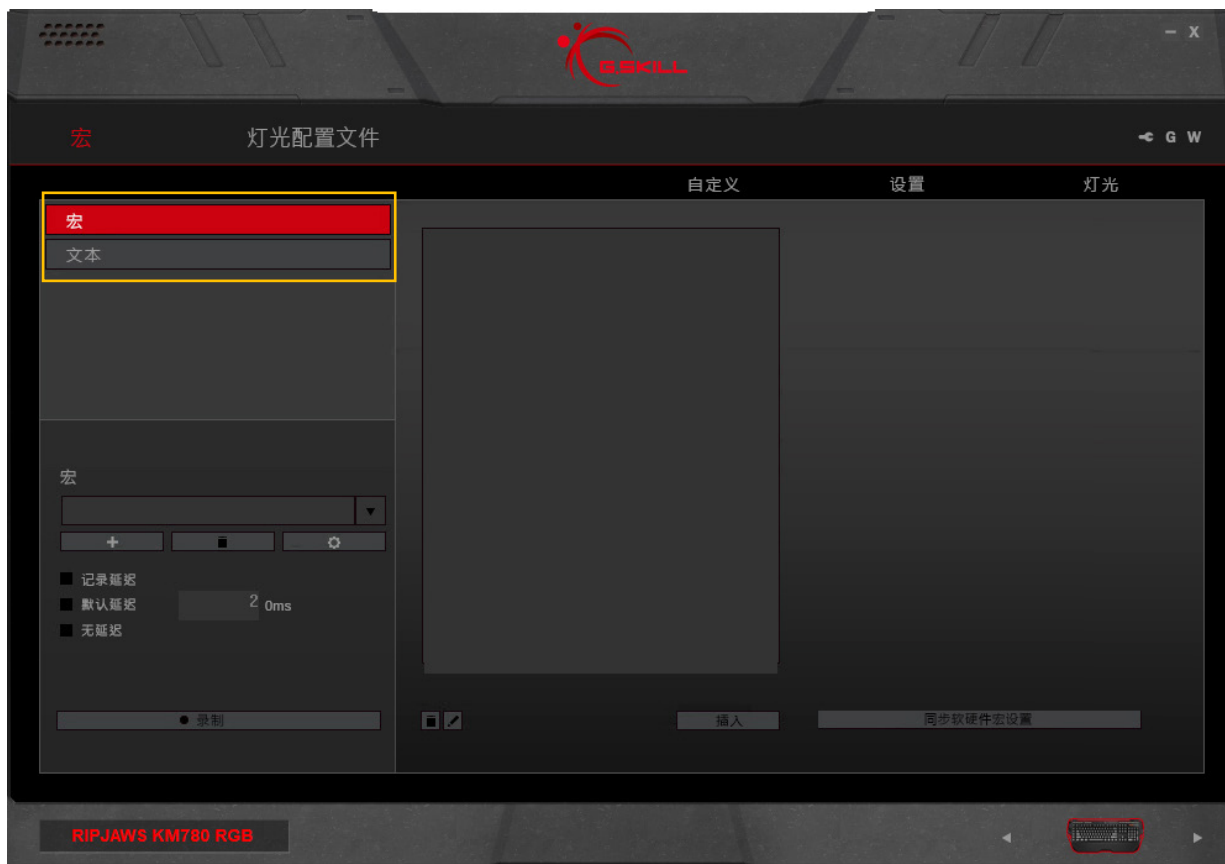 G.SKILL
- X
宏 灯光配置文件 G W
自定义 设置 灯光
宏
文本
宏
记录延迟
默认延迟 2 0ms
无延迟
录制 插入 同步软硬件宏设置
RIPJAWS KM780 RGB